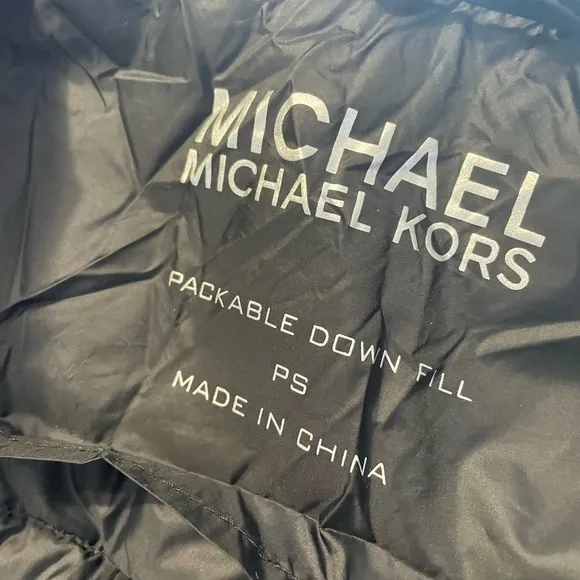 MICHAEL
MICHAEL KORS
PACKABLE DOWN FILL
PS
MADE IN CHINA